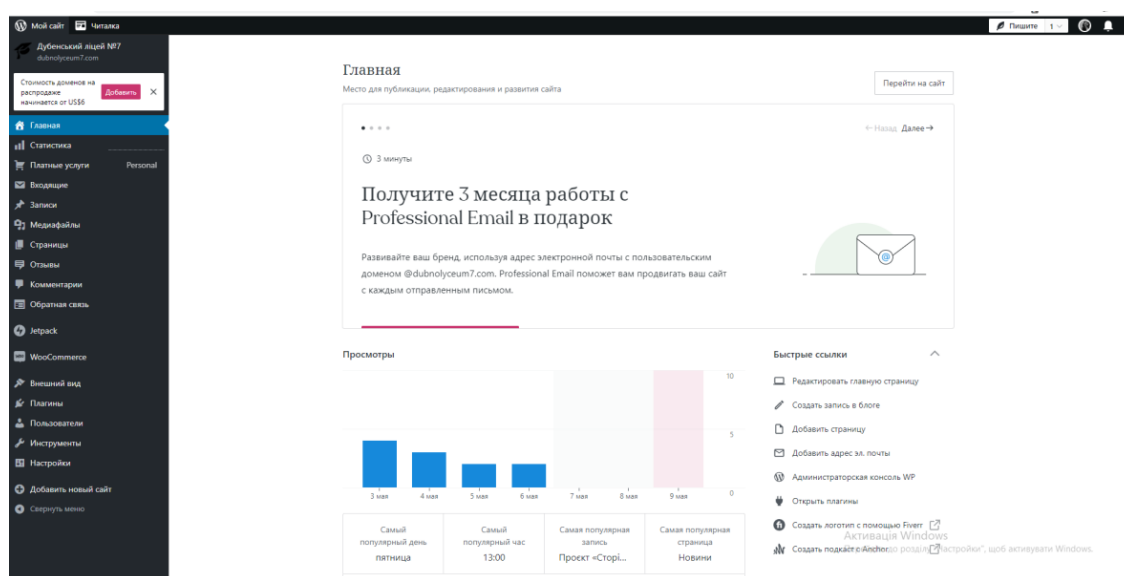 Мой сайт Читалка Пишите 1
Дубенський ліцей №7
dubnolyceum7.com
Стоимость доменов на
распродаже
начинается от US$6
Добавить
Главная
Статистика
Платные услуги Personal
Входящие
Записи
Медиафайлы
Страницы
Отзывы
Комментарии
Обратная связь
Jetpack
WooCommerce
Внешний вид
Плагины
Пользователи
Инструменты
Настройки
Добавить новый сайт
Свернуть меню
Главная
Место для публикации, редактирования и развития сайта
Перейти на сайт
←Назад Далее→
3 минуты
Получите 3 месяца работы с
Professional Email в подарок
Развивайте ваш бренд, используя адрес электронной почты с пользовательским
доменом @dubnolyceum7.com. Professional Email поможет вам продвигать ваш сайт
с каждым отправленным письмом.
Просмотры
10
5
0
3 мая 4 мая 5 мая 6 мая 7 мая 8 мая 9 мая
Самый
популярный день
пятница
Самый
популярный час
13:00
Самая популярная
запись
Проєкт «Сторі...
Самая популярная
страница
Новини
Быстрые ссылки
Редактировать главную страницу
Создать запись в блоге
Добавить страницу
Добавить адрес эл. почты
Администраторская консоль WP
Открыть плагины
Создать логотип с помощью Fiverr
Создать подкаст с Anchor
Активація Windows
до розділу "Настройки", щоб активувати Windows.